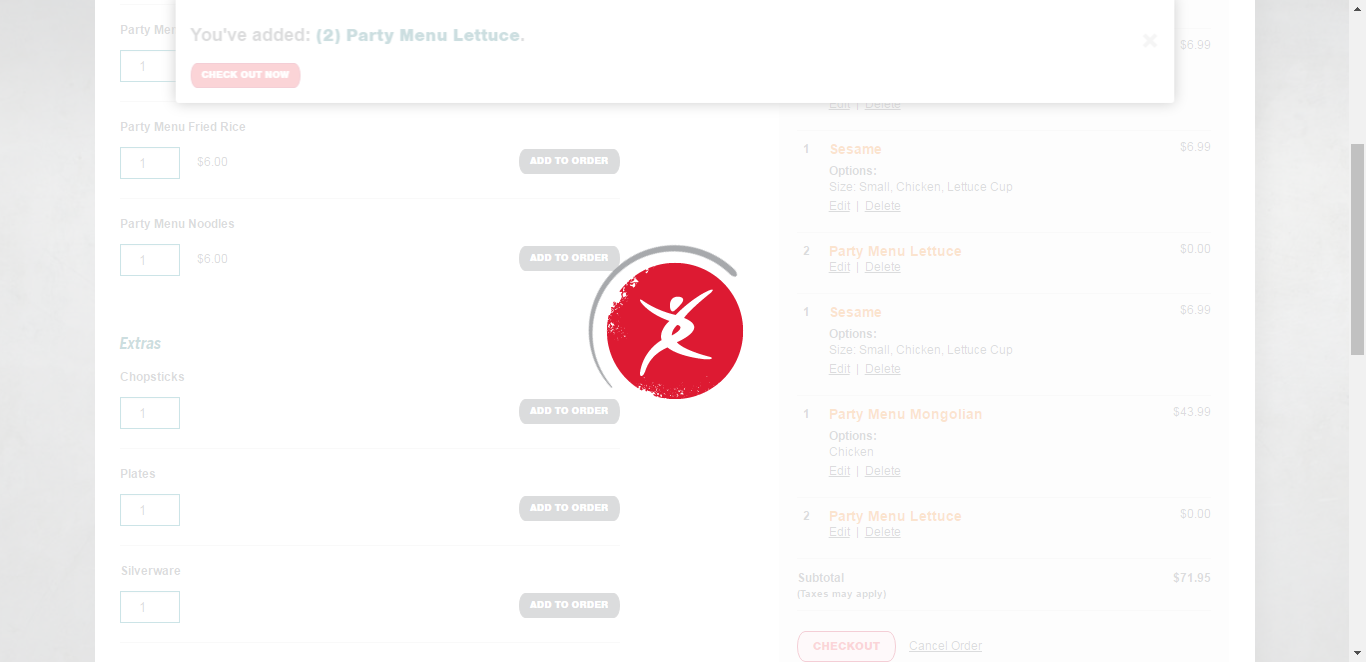 You've added: (2) Party Menu Lettuce.
CHECK OUT NOW
Party Men
1
Party Menu Fried Rice
1 $6.00 ADD TO ORDER
Party Menu Noodles
1 $6.00 ADD TO ORDER
Extras
Chopsticks
1 ADD TO ORDER
Plates
1 ADD TO ORDER
Silverware
1 ADD TO ORDER
$6.99
Edit | Delete
1 Sesame $6.99
Options:
Size: Small, Chicken, Lettuce Cup
Edit | Delete
2 Party Menu Lettuce $0.00
Edit | Delete
1 Sesame $6.99
Options:
Size: Small, Chicken, Lettuce Cup
Edit | Delete
1 Party Menu Mongolian $43.99
Options:
Chicken
Edit | Delete
2 Party Menu Lettuce $0.00
Edit | Delete
Subtotal $71.95
(Taxes may apply)
CHECKOUT Cancel Order